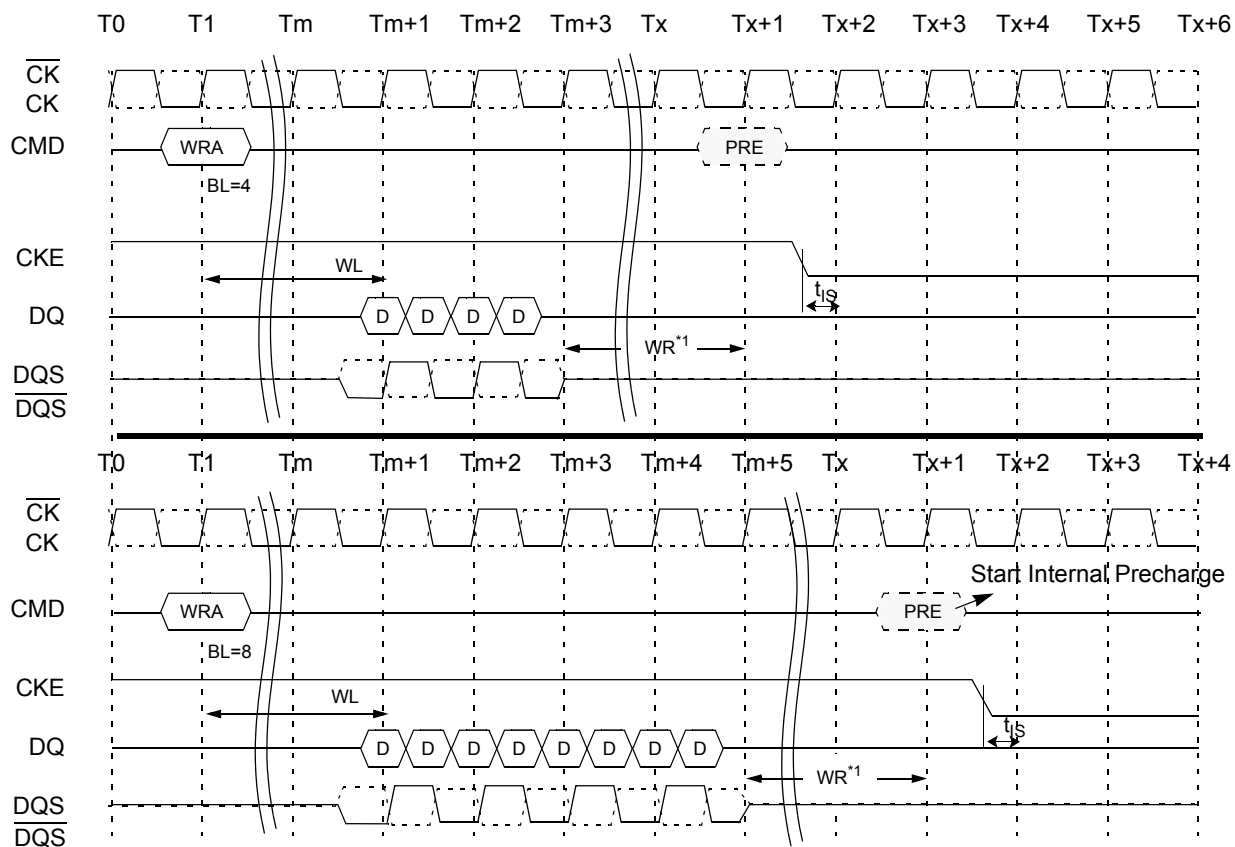 T0 T1 Tm Tm+1 Tm+2 Tm+3 Tx Tx+1 Tx+2 Tx+3 Tx+4 Tx+5 Tx+6
CK
CK
CMD WRA PRE
BL=4
CKE
WL
tIS
DQ D D D D
WR*1
DQS
DQS
T0 T1 Tm Tm+1 Tm+2 Tm+3 Tm+4 Tm+5 Tx Tx+1 Tx+2 Tx+3 Tx+4
CK
CK
Start Internal Precharge
CMD WRA PRE
BL=8
CKE
WL
tIS
DQ D D D D D D D D
WR*1
DQS
DQS